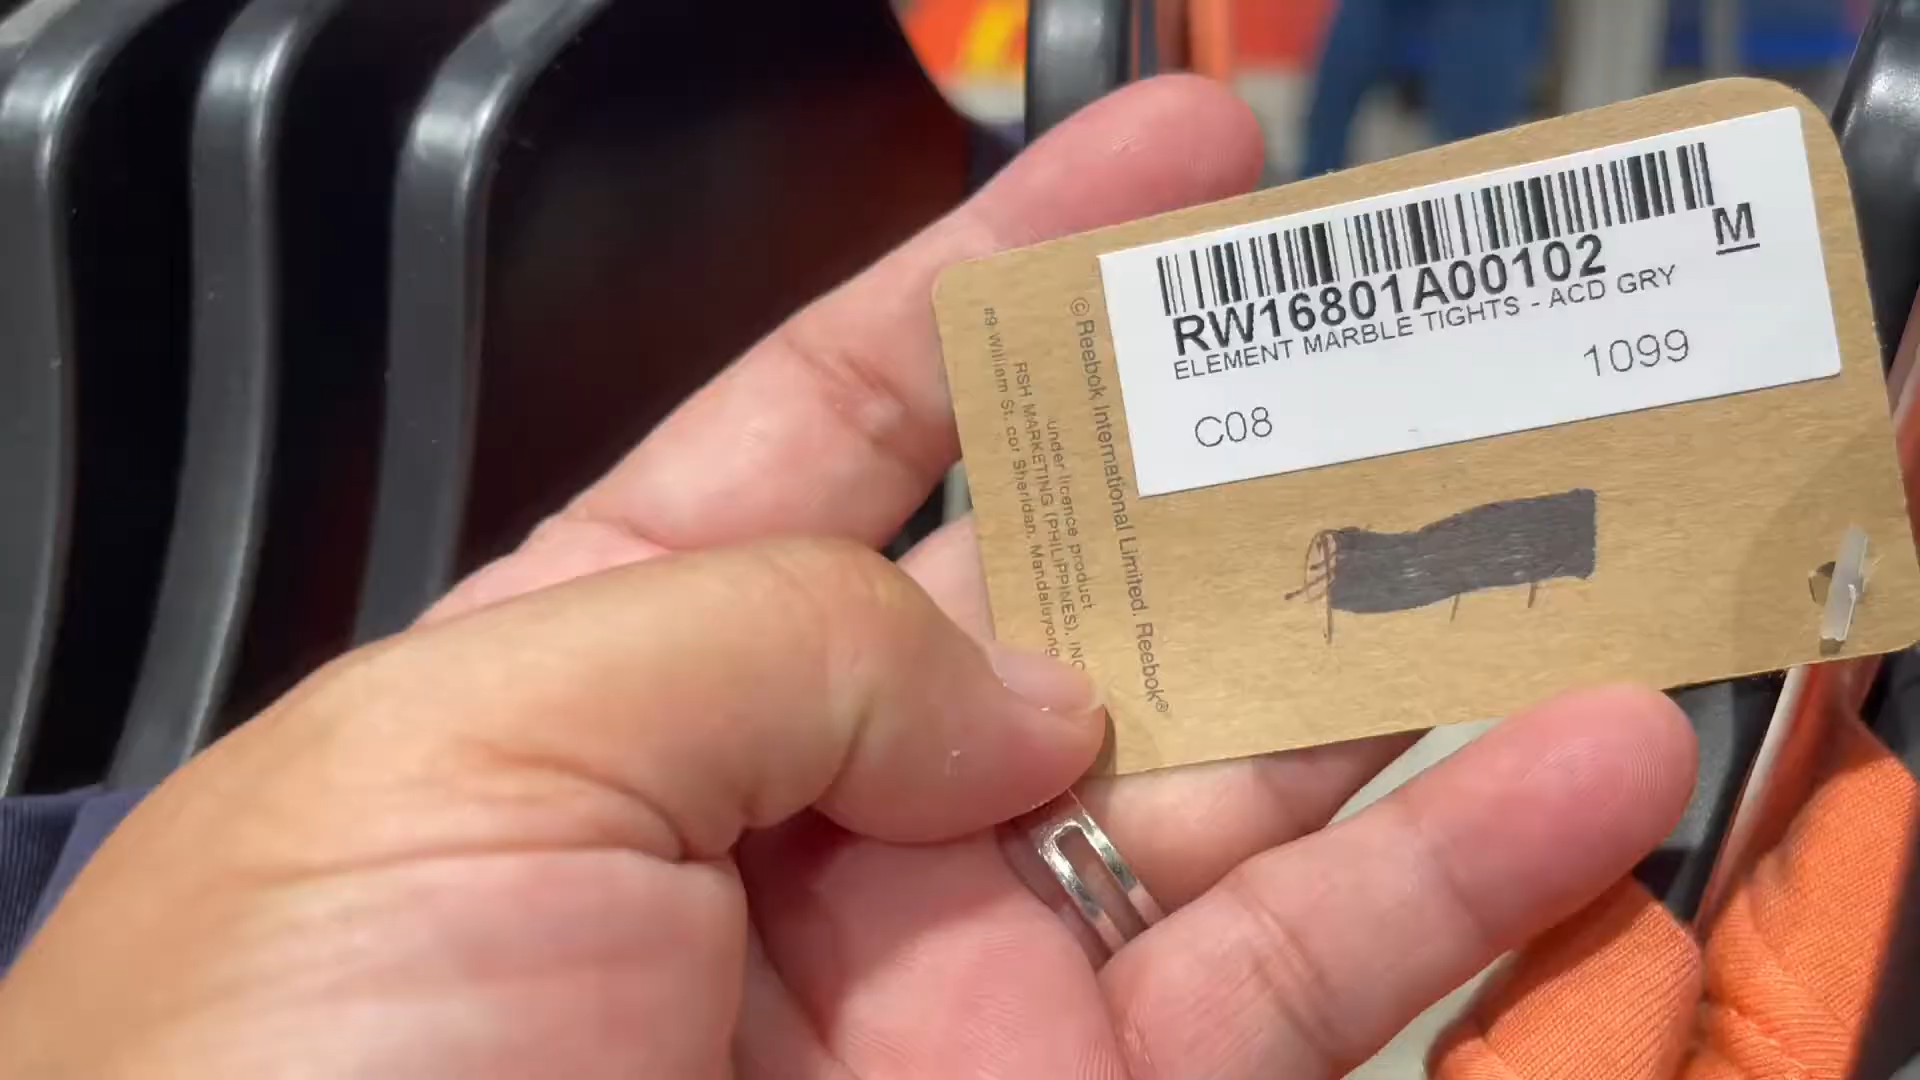 RW16801A00102
M
ELEMENT MARBLE TIGHTS - ACD GRY
1099
C08
© Reebok International Limited. Reebok®
under licence product
RSH MARKETING (PHILIPPINES), INC
#9 William St. cor Sheridan, Mandaluyong